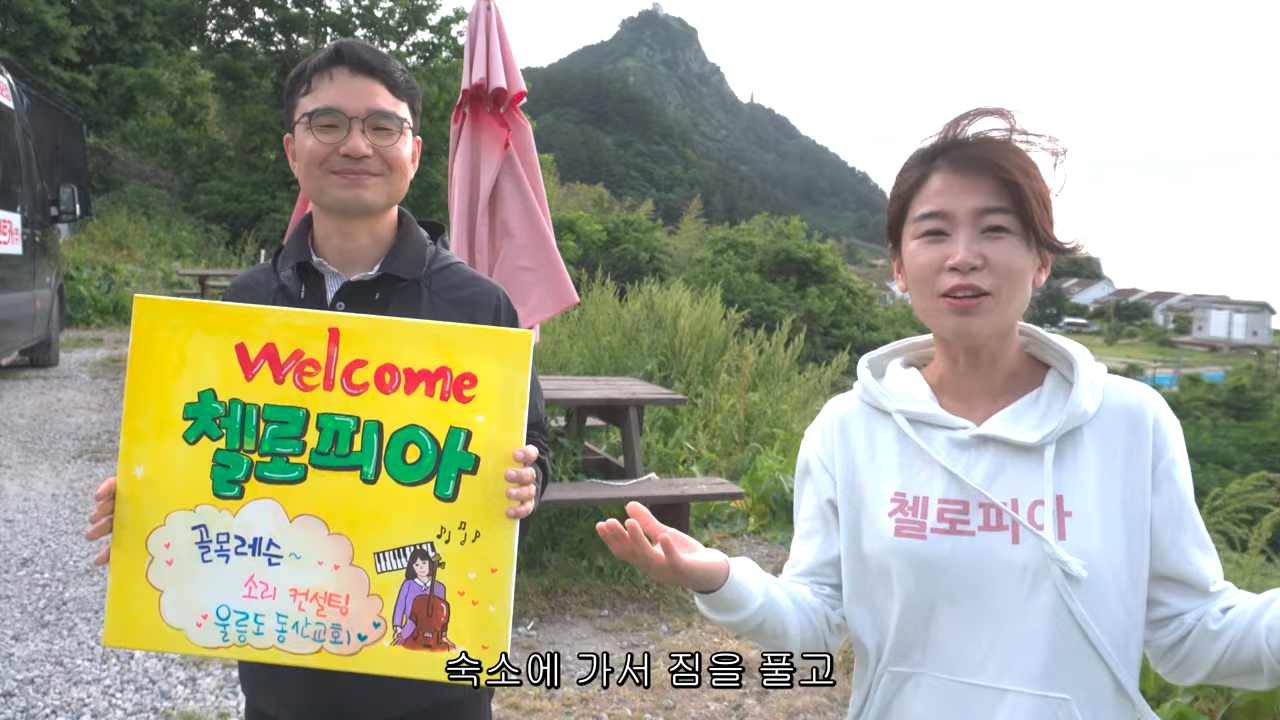 Welcome
첼로피아
골목레슨~
소리 컨설팅
울릉도 동산교회
첼로피아
숙소에 가서 짐을 풀고